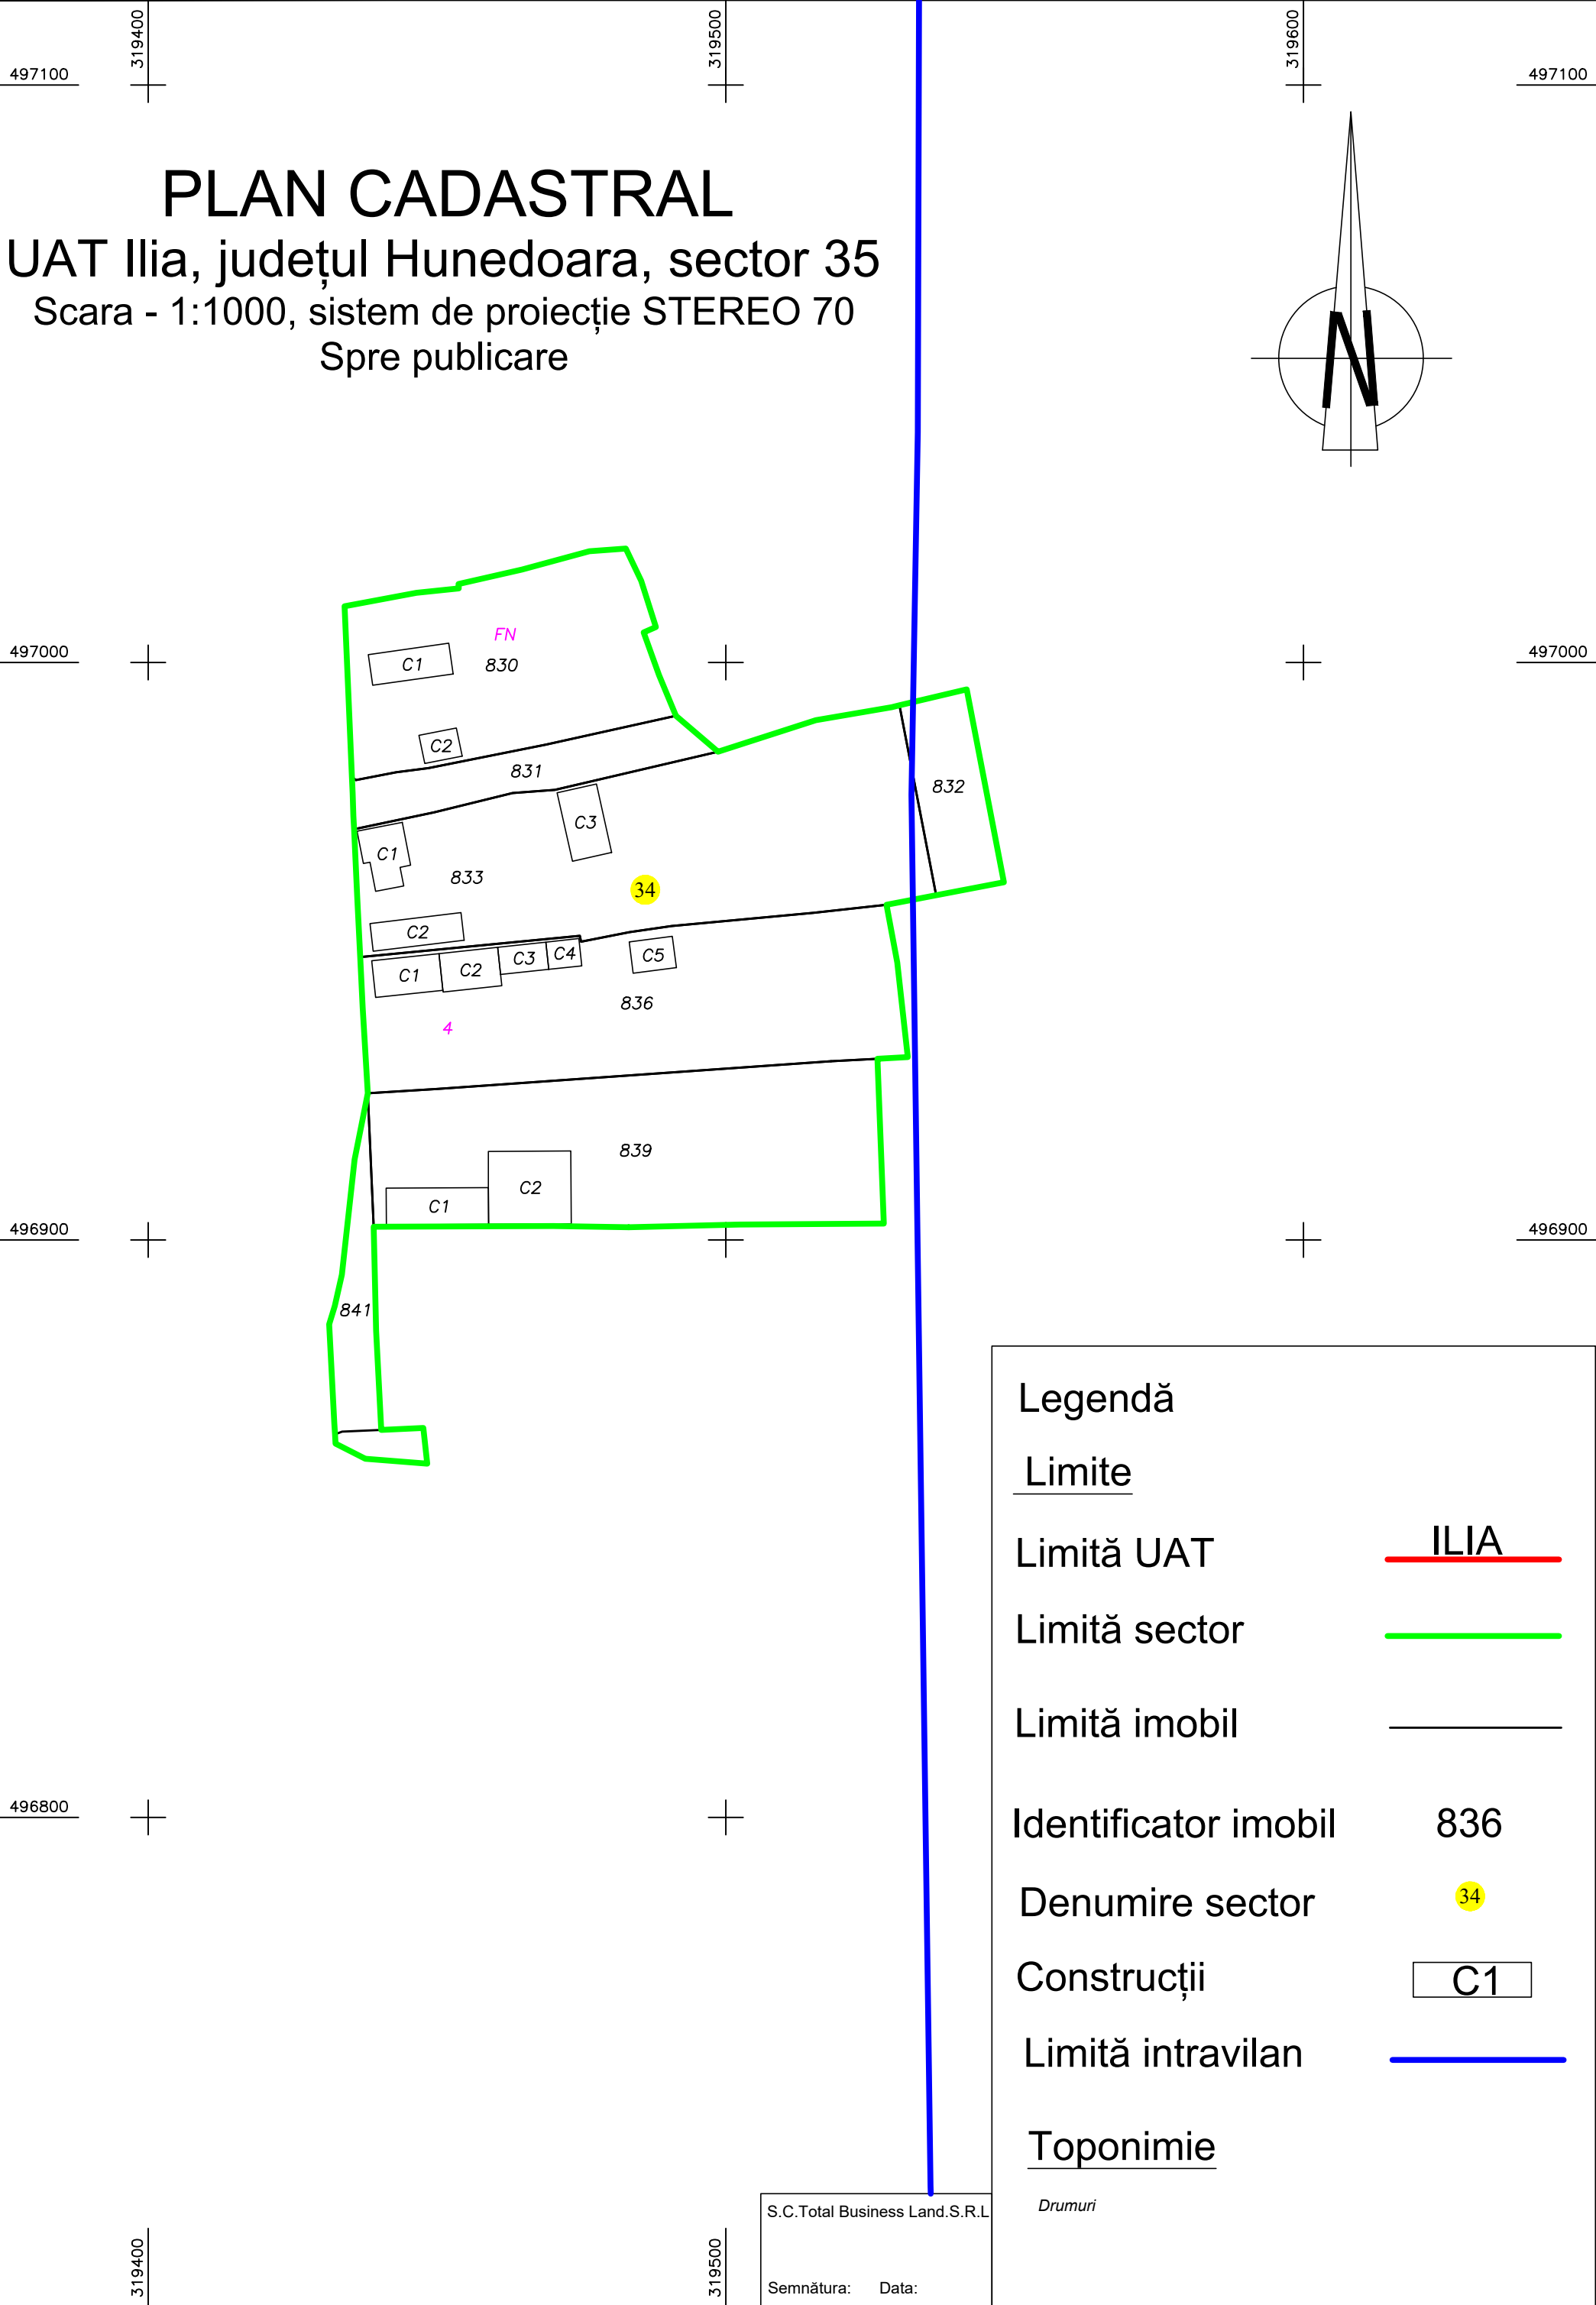 319400
319500
319600
497100
497100
PLAN CADASTRAL
UAT Ilia, județul Hunedoara, sector 35
Scara - 1:1000, sistem de proiecție STEREO 70
Spre publicare
N
FN
497000
C1
830
497000
C2
831
832
C3
C1
833
34
C2
C1
C2
C3
C4
C5
836
4
839
C2
C1
496900
496900
841
Legendă
Limite
Limită UAT
ILIA
Limită sector
Limită imobil
496800
Identificator imobil
836
Denumire sector
34
Construcții
C1
Limită intravilan
Toponimie
Drumuri
S.C.Total Business Land.S.R.L
319400
319500
Semnătura: Data: